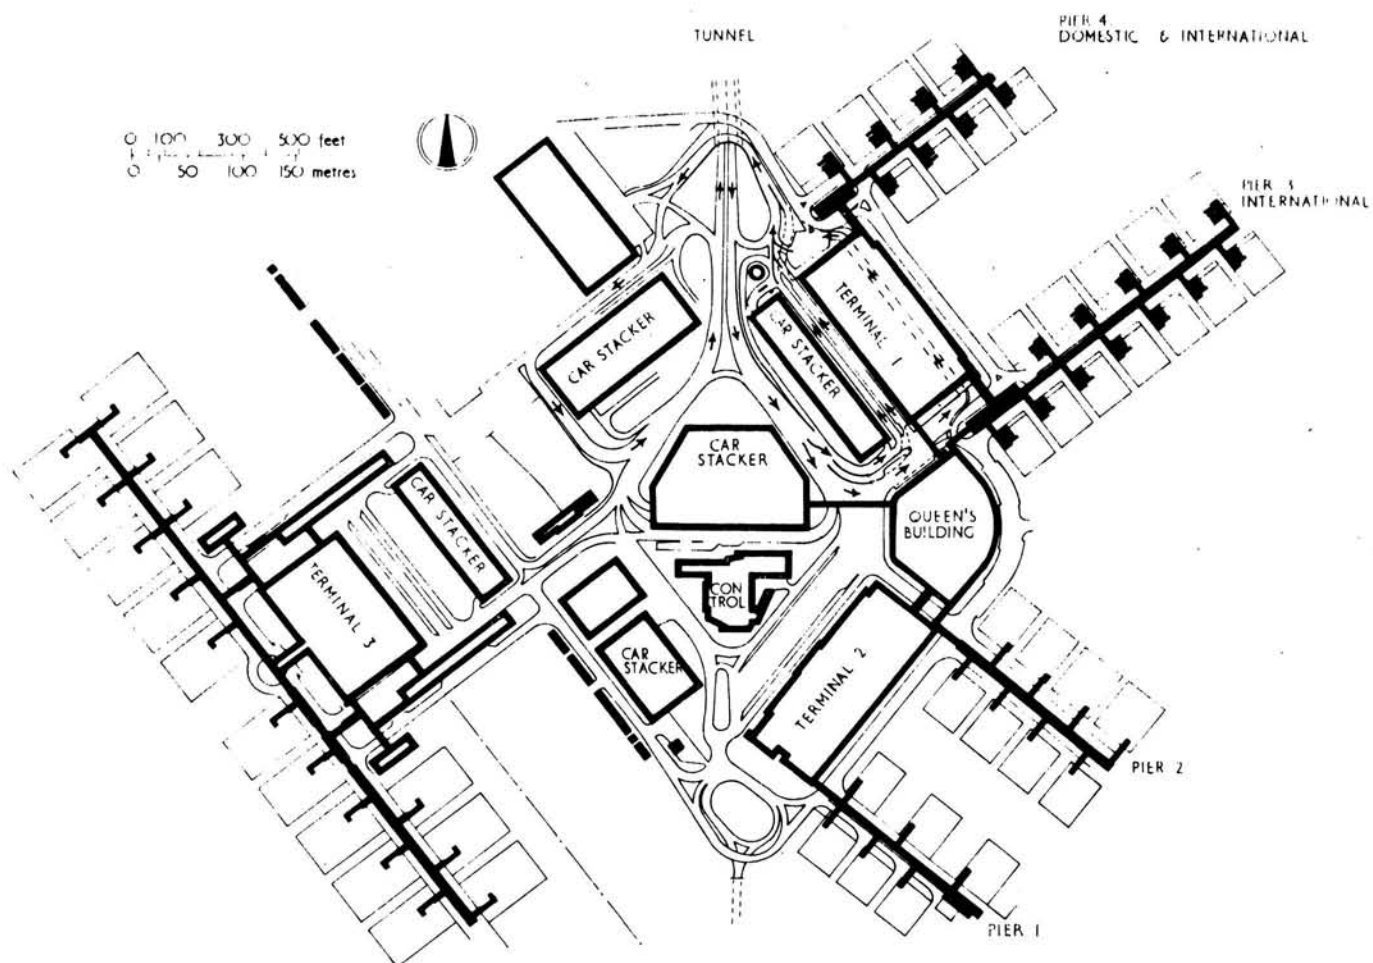 TUNNEL
PIER 4
DOMESTIC & INTERNATIONAL
0 100 300 500 feet
0 50 100 150 metres
PIER 3
INTERNATIONAL
TERMINAL 1
CAR STACKER
CAR STACKER
CAR
STACKER
CAR STACKER
QUEEN'S
BUILDING
TERMINAL 3
CON
TROL
CAR
STACKER
TERMINAL 2
PIER 2
PIER 1